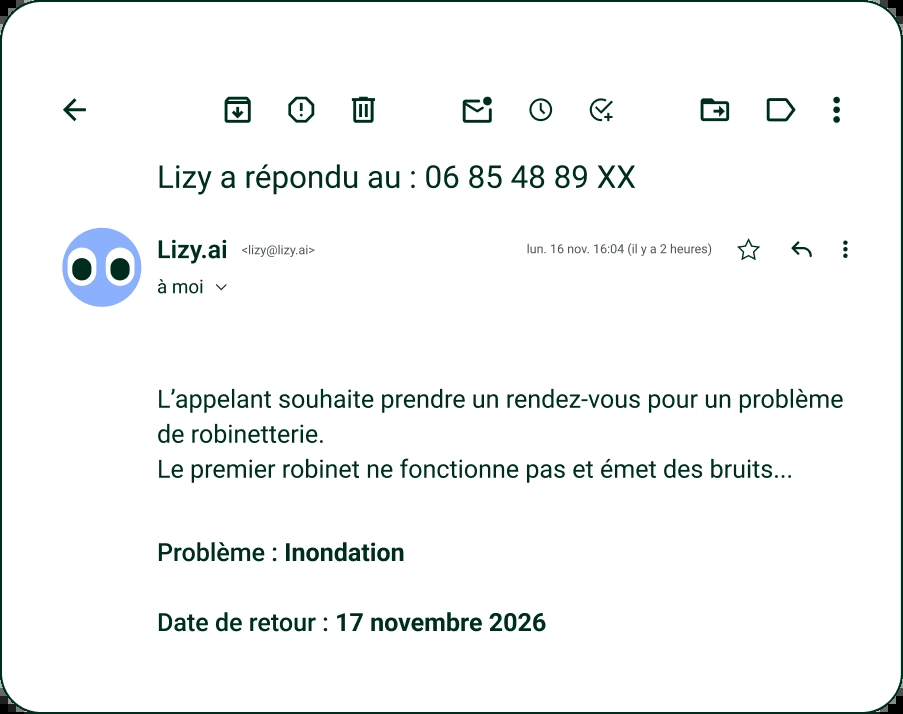 Lizy a répondu au : 06 85 48 89 XX
Lizy.ai <lizy@lizy.ai> lun. 16 nov. 16:04 (il y a 2 heures)
à moi
L’appelant souhaite prendre un rendez-vous pour un problème
de robinetterie.
Le premier robinet ne fonctionne pas et émet des bruits...
Problème : Inondation
Date de retour : 17 novembre 2026